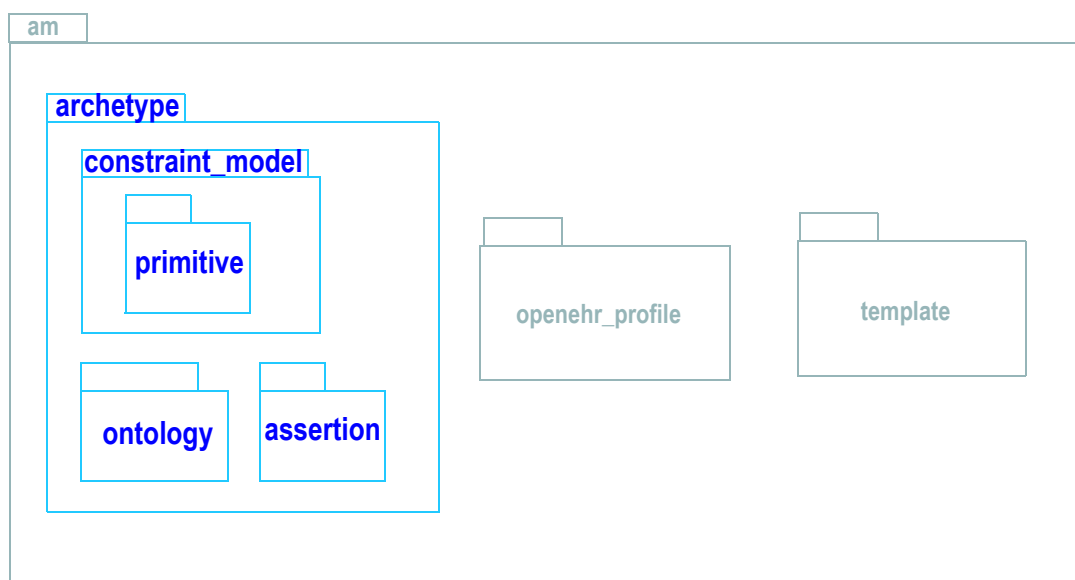 am
archetype
constraint_model
primitive
openehr_profile
template
ontology
assertion